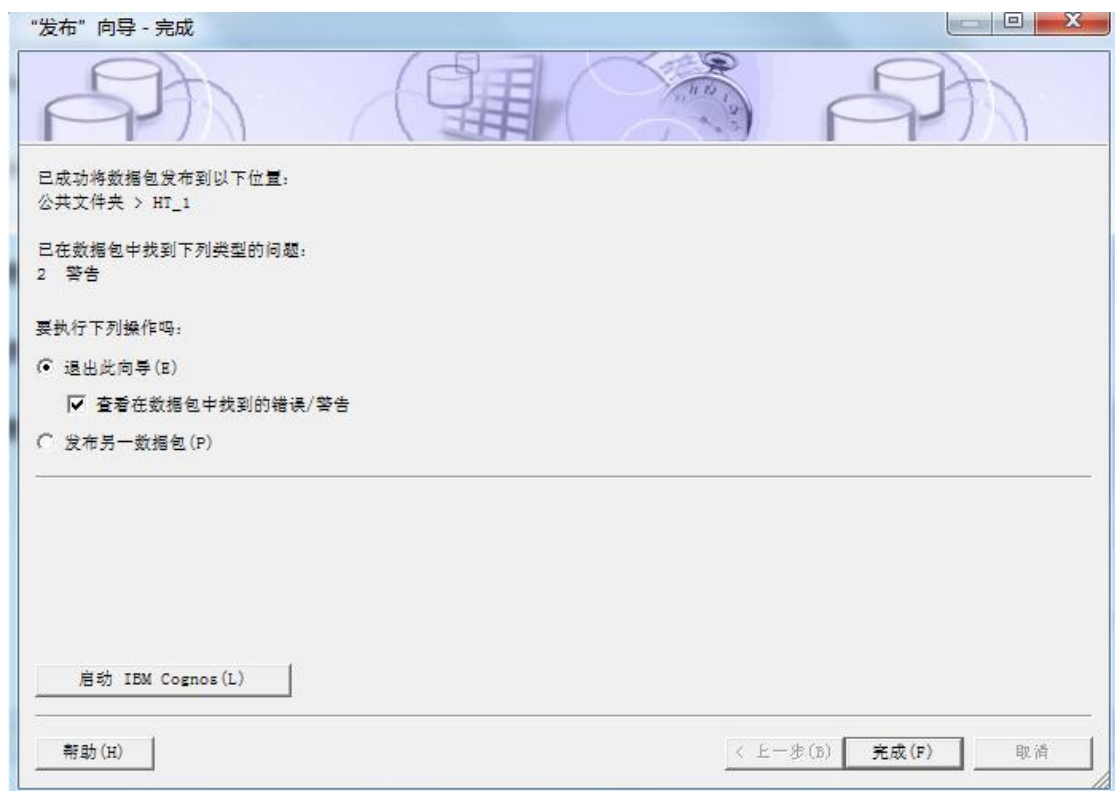 “发布”向导 - 完成
已成功将数据包发布到以下位置：
公共文件夹 > HT_1
已在数据包中找到下列类型的问题：
2 警告
要执行下列操作吗：
退出此向导(E)
查看在数据包中找到的错误/警告
发布另一数据包(P)
启动 IBM Cognos(L)
帮助(H)
< 上一步(B)
完成(F)
取消